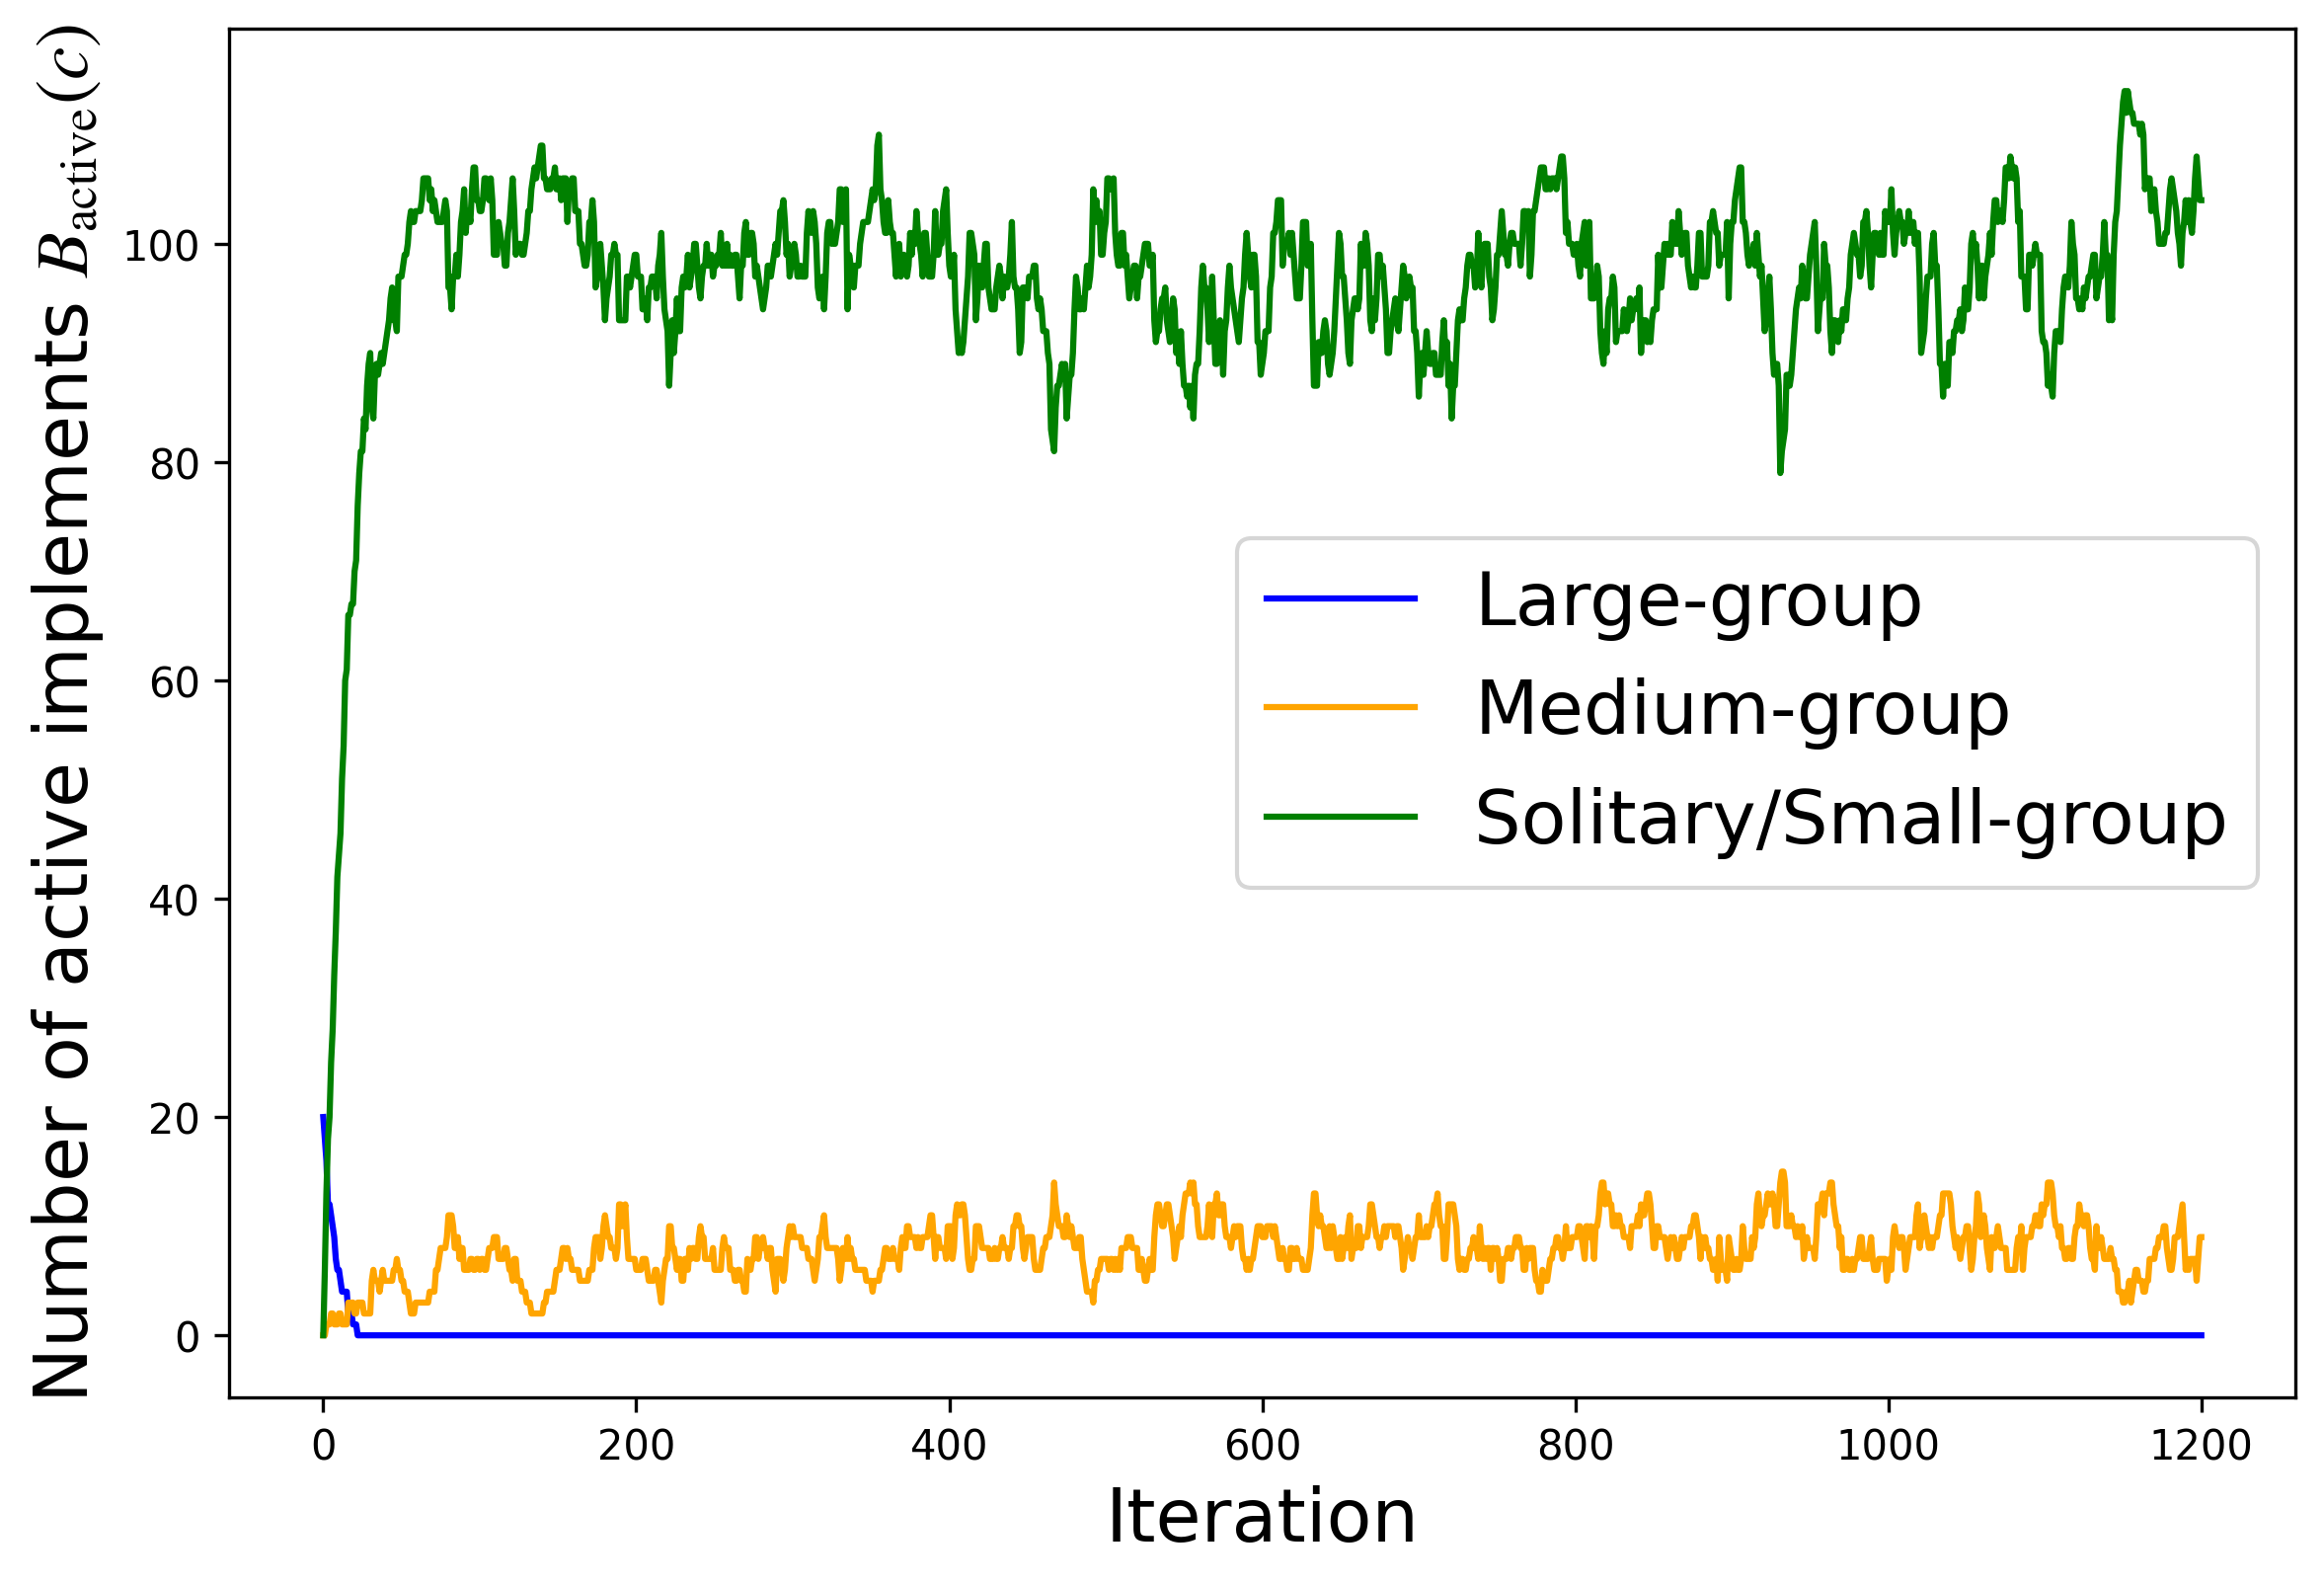 Number of active implements B_active(c)
100
80
60
40
20
0
0 200 400 600 800 1000 1200
Iteration
Large-group
Medium-group
Solitary/Small-group